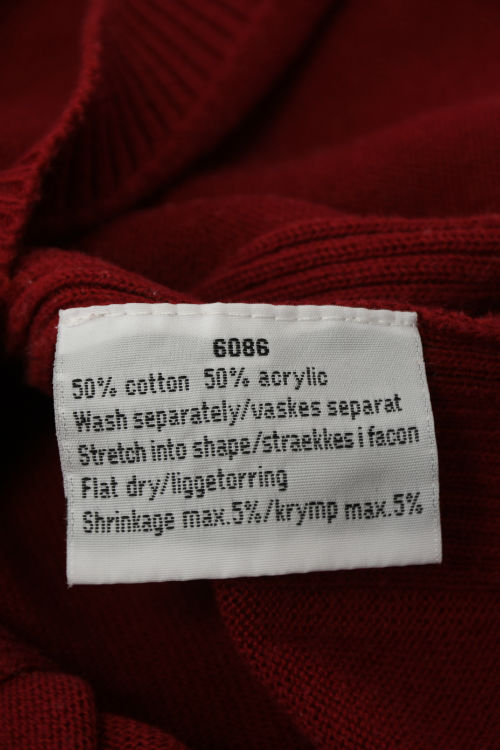 6086
50% cotton 50% acrylic
Wash separately/vaskes separat
Stretch into shape/straekkes i facon
Flat dry/liggetorring
Shrinkage max.5%/krymp max.5%